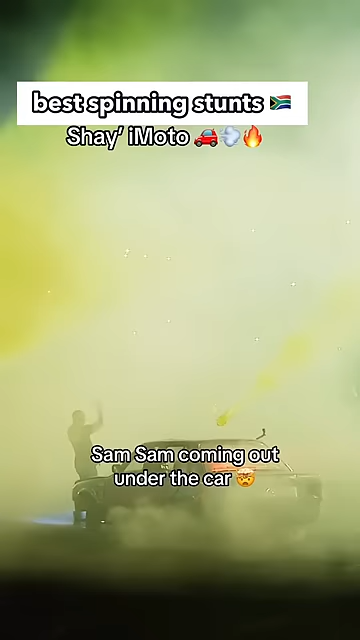 best spinning stunts 🇿🇦
Shay’ iMoto 🚗💨🔥
Sam Sam coming out
under the car 🤯